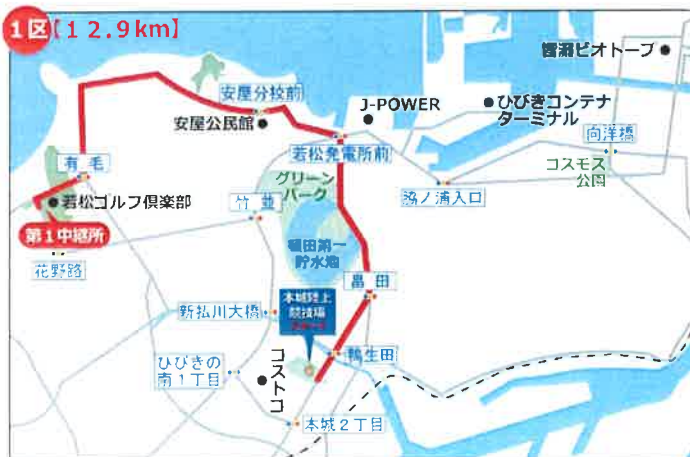 1区【12.9km】
響灘ビオトープ
安屋分校前
J-POWER
ひびきコンテナ
ターミナル
安屋公民館
向洋橋
若松発電所前
有毛
コスモス
公園
グリーン
パーク
脇ノ浦入口
若松ゴルフ倶楽部
竹並
第1中継所
花野路
頓田第一
貯水池
畠田
本城陸上
競技場
新払川大橋
鴨生田
ひびきの
南1丁目
コストコ
本城2丁目